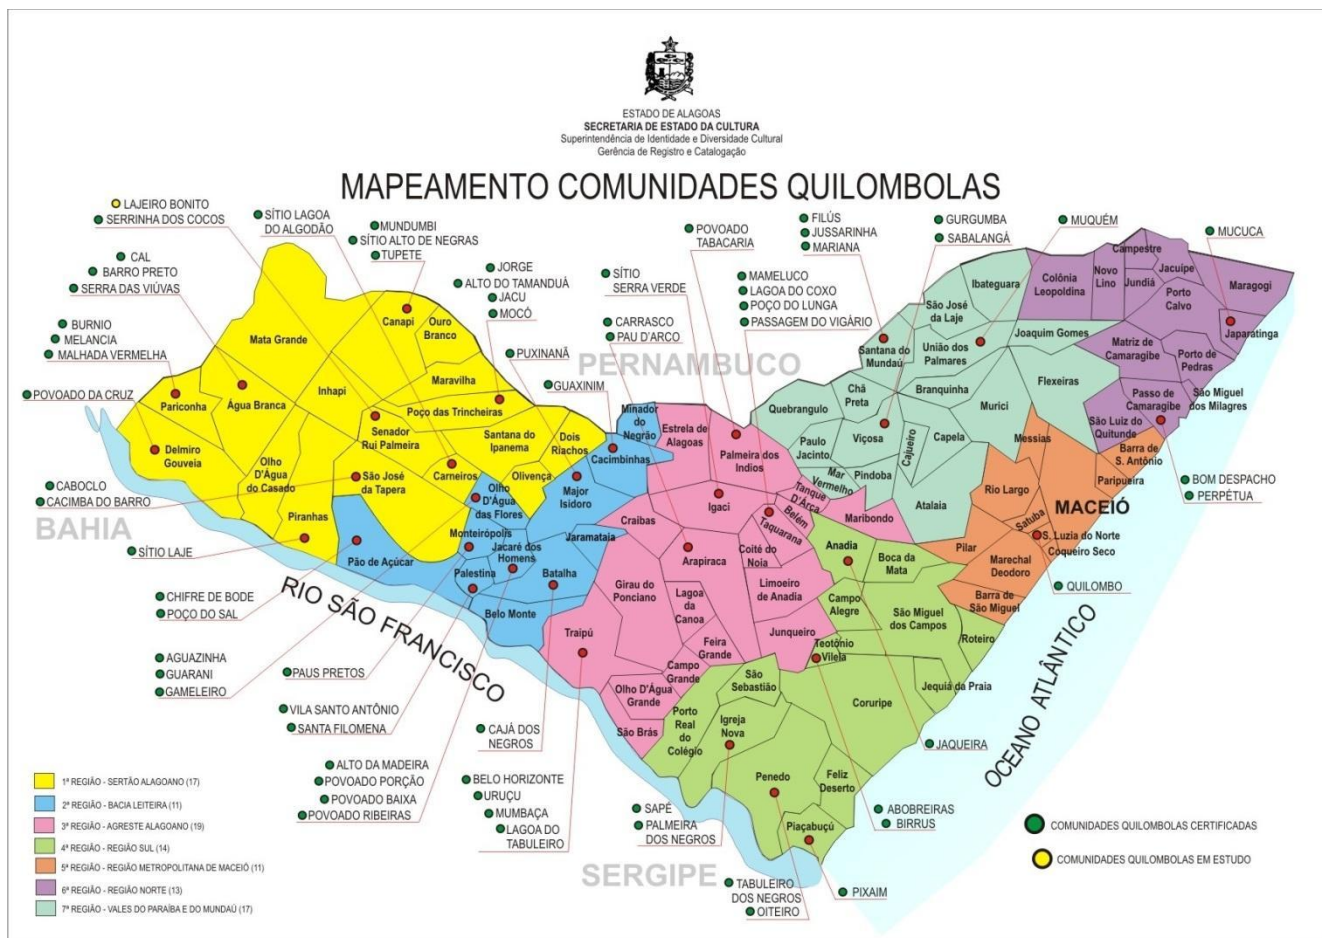 ESTADO DE ALAGOAS
SECRETARIA DE ESTADO DA CULTURA
Superintendência de Identidade e Diversidade Cultural
Gerência de Registro e Catalogação
MAPEAMENTO COMUNIDADES QUILOMBOLAS
LAJEIRO BONITO
SERRINHA DOS COCOS
SÍTIO LAGOA
DO ALGODÃO
MUNDUMBI
SÍTIO ALTO DE NEGRAS
TUPETE
CAL
BARRO PRETO
SERRA DAS VIÚVAS
JORGE
ALTO DO TAMANDUÁ
JACU
MOCÓ
SÍTIO
SERRA VERDE
POVOADO
TABACARIA
MAMELUCO
LAGOA DO COXO
POÇO DO LUNGA
PASSAGEM DO VIGÁRIO
FILÚS
JUSSARINHA
MARIANA
GURGUMBA
SABALANGÁ
MUQUÉM
MUCUCA
BURNIO
MELANCIA
MALHADA VERMELHA
CARRASCO
PAU D'ARCO
PUXINANÃ
GUAXINIM
POVOADO DA CRUZ
PERNAMBUCO
Mata Grande
Canapi
Ouro
Branco
Inhapi
Maravilha
Pariconha
Água Branca
Poço das Trincheiras
Senador
Rui Palmeira
Santana do
Ipanema
Dois
Riachos
Delmiro
Gouveia
Olho
D'Água
do Casado
Piranhas
São José
da Tapera
Carneiros
Olivença
Olho
D'Água
das Flores
Minador
do
Negrão
Cacimbinhas
Major
Isidoro
Monteirópolis
Jacaré dos
Homens
Jaramataia
Pão de Açúcar
Palestina
Batalha
Belo Monte
Estrela de
Alagoas
Palmeira dos
Indios
Igaci
Tanque
D'Arca
Belém
Taquarana
Maribondo
Craibas
Arapiraca
Coité do
Noia
Girau do
Ponciano
Lagoa
da
Canoa
Limoeiro
de Anadia
Junqueiro
Feira
Grande
Traipú
Campo
Grande
Olho D'Água
Grande
São Brás
Santana do
Mundaú
São José
da Laje
Ibateguara
União dos
Palmares
Joaquim Gomes
Chã
Preta
Branquinha
Flexeiras
Quebrangulo
Viçosa
Murici
Paulo
Jacinto
Cajueiro
Capela
Mar
Vermelho
Pindoba
Atalaia
Colônia
Leopoldina
Novo
Lino
Campestre
Jundiá
Jacuípe
Maragogi
Porto
Calvo
Japaratinga
Matriz de
Camaragibe
Porto de
Pedras
Passo de
Camaragibe
São Miguel
dos Milagres
São Luiz do
Quitunde
Barra de
S. Antônio
Paripueira
Messias
Rio Largo
MACEIÓ
Satuba
S. Luzia do Norte
Coqueiro Seco
Pilar
Marechal
Deodoro
Barra de
São Miguel
Anadia
Boca da
Mata
Campo
Alegre
São Miguel
dos Campos
Roteiro
Teotônio
Vilela
Jequiá da Praia
Coruripe
São
Sebastião
Porto
Real
do
Colégio
Igreja
Nova
Penedo
Feliz
Deserto
Piaçabuçú
CABOCLO
CACIMBA DO BARRO
BAHIA
SÍTIO LAJE
RIO SÃO FRANCISCO
CHIFRE DE BODE
POÇO DO SAL
AGUAZINHA
GUARANI
GAMELEIRO
PAUS PRETOS
VILA SANTO ANTÔNIO
SANTA FILOMENA
CAJÁ DOS
NEGROS
ALTO DA MADEIRA
POVOADO PORÇÃO
POVOADO BAIXA
POVOADO RIBEIRAS
BELO HORIZONTE
URUÇU
MUMBAÇA
LAGOA DO
TABULEIRO
SAPÉ
PALMEIRA
DOS NEGROS
SERGIPE
TABULEIRO
DOS NEGROS
OITEIRO
PIXAIM
ABOBREIRAS
BIRRUS
JAQUEIRA
QUILOMBO
BOM DESPACHO
PERPÉTUA
OCEANO ATLÂNTICO
1ª REGIÃO - SERTÃO ALAGOANO (17)
2ª REGIÃO - BACIA LEITEIRA (11)
3ª REGIÃO - AGRESTE ALAGOANO (19)
4ª REGIÃO - REGIÃO SUL (14)
5ª REGIÃO - REGIÃO METROPOLITANA DE MACEIÓ (11)
6ª REGIÃO - REGIÃO NORTE (13)
7ª REGIÃO - VALES DO PARAÍBA E DO MUNDAÚ (17)
COMUNIDADES QUILOMBOLAS CERTIFICADAS
COMUNIDADES QUILOMBOLAS EM ESTUDO